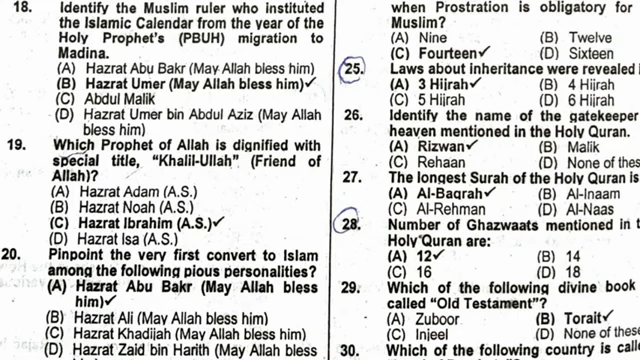 18. Identify the Muslim ruler who instituted
the Islamic Calendar from the year of the
Holy Prophet's (PBUH) migration to
Madina.
(A) Hazrat Abu Bakr (May Allah bless him)
(B) Hazrat Umer (May Allah bless him)✓
(C) Abdul Malik
(D) Hazrat Umer bin Abdul Aziz (May Allah
bless him)
19. Which Prophet of Allah is dignified with
special title, "Khalil-Ullah" (Friend of
Allah)?
(A) Hazrat Adam (A.S.)
(B) Hazrat Noah (A.S.)
(C) Hazrat Ibrahim (A.S.)✓
(D) Hazrat Isa (A.S.)
20. Pinpoint the very first convert to Islam
among the following pious personalities?
(A) Hazrat Abu Bakr (May Allah bless
him)✓
(B) Hazrat Ali (May Allah bless him)
(C) Hazrat Khadijah (May Allah bless him)
(D) Hazrat Zaid bin Harith (May Allah bless
when Prostration is obligatory for
Muslim?
(A) Nine (B) Twelve
(C) Fourteen✓ (D) Sixteen
25. Laws about inheritance were revealed
(A) 3 Hijrah✓ (B) 4 Hijrah
(C) 5 Hijrah (D) 6 Hijrah
26. Identify the name of the gatekeeper
heaven mentioned in the Holy Quran.
(A) Rizwan✓ (B) Malik
(C) Rehaan (D) None of thes
27. The longest Surah of the Holy Quran is
(A) Al-Baqrah✓ (B) Al-Inaam
(C) Al-Rehman (D) Al-Naas
28. Number of Ghazwaats mentioned in
Holy Quran are:
(A) 12✓ (B) 14
(C) 16 (D) 18
29. Which of the following divine book
called "Old Testament"?
(A) Zuboor (B) Torait✓
(C) Injeel (D) None of these
30. Which of the following country is call